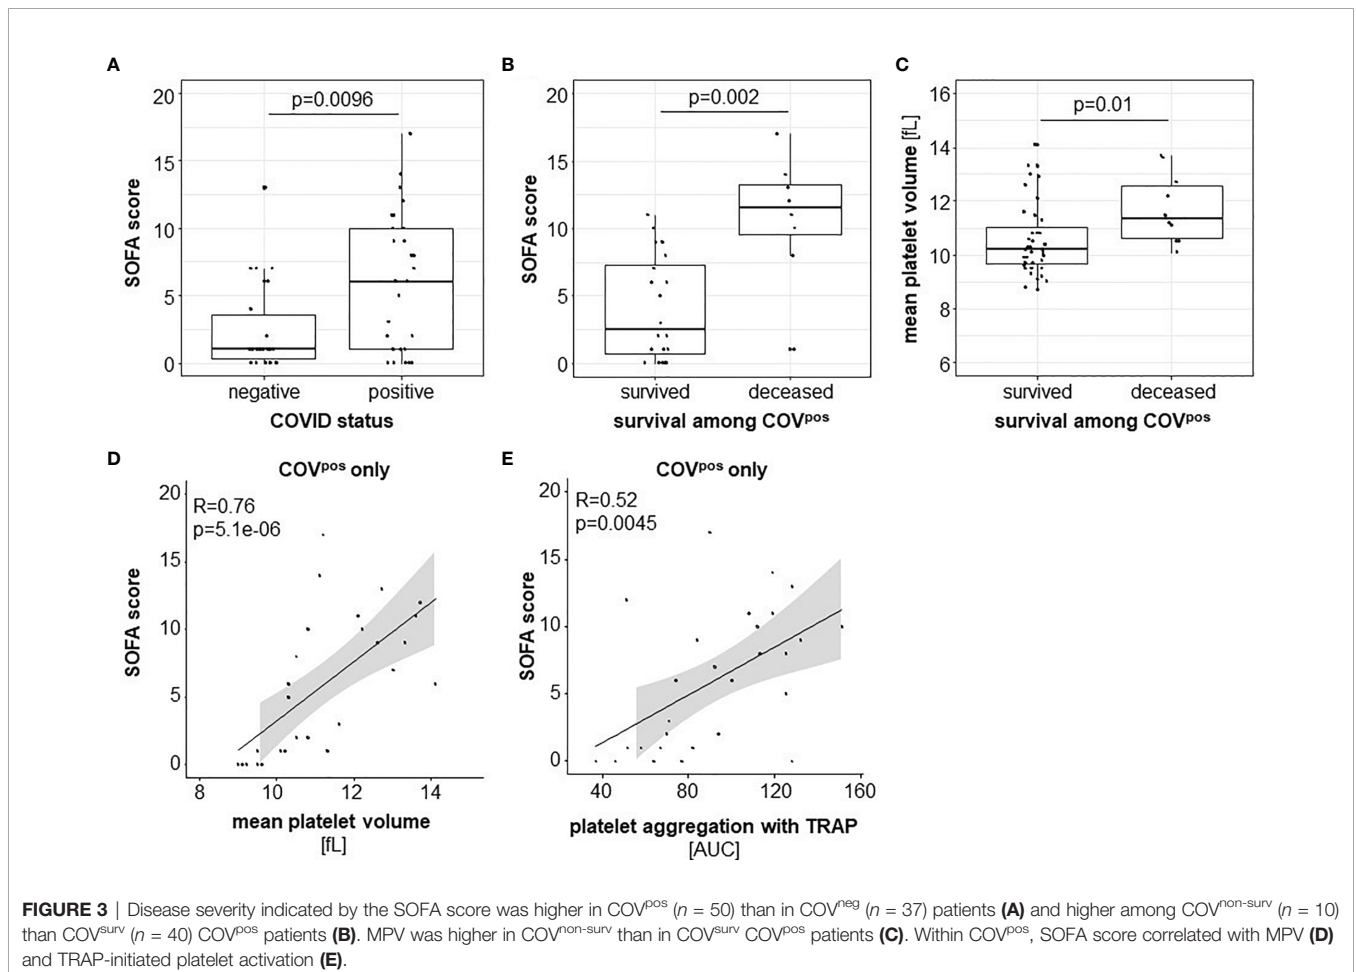 A
B
C
20
15
10
5
0
SOFA score
p=0.0096
negative
positive
COVID status
20
15
10
5
0
SOFA score
p=0.002
survived
deceased
survival among COVpos
16
14
12
10
8
6
mean platelet volume [fL]
p=0.01
survived
deceased
survival among COVpos
D
COVpos only
R=0.76
p=5.1e-06
20
15
10
5
0
SOFA score
8
10
12
14
mean platelet volume
[fL]
E
COVpos only
R=0.52
p=0.0045
20
15
10
5
0
SOFA score
40
80
120
160
platelet aggregation with TRAP
[AUC]
FIGURE 3 | Disease severity indicated by the SOFA score was higher in COVpos (n = 50) than in COVneg (n = 37) patients (A) and higher among COVnon-surv (n = 10)
than COVsurv (n = 40) COVpos patients (B). MPV was higher in COVnon-surv than in COVsurv COVpos patients (C). Within COVpos, SOFA score correlated with MPV (D)
and TRAP-initiated platelet activation (E).